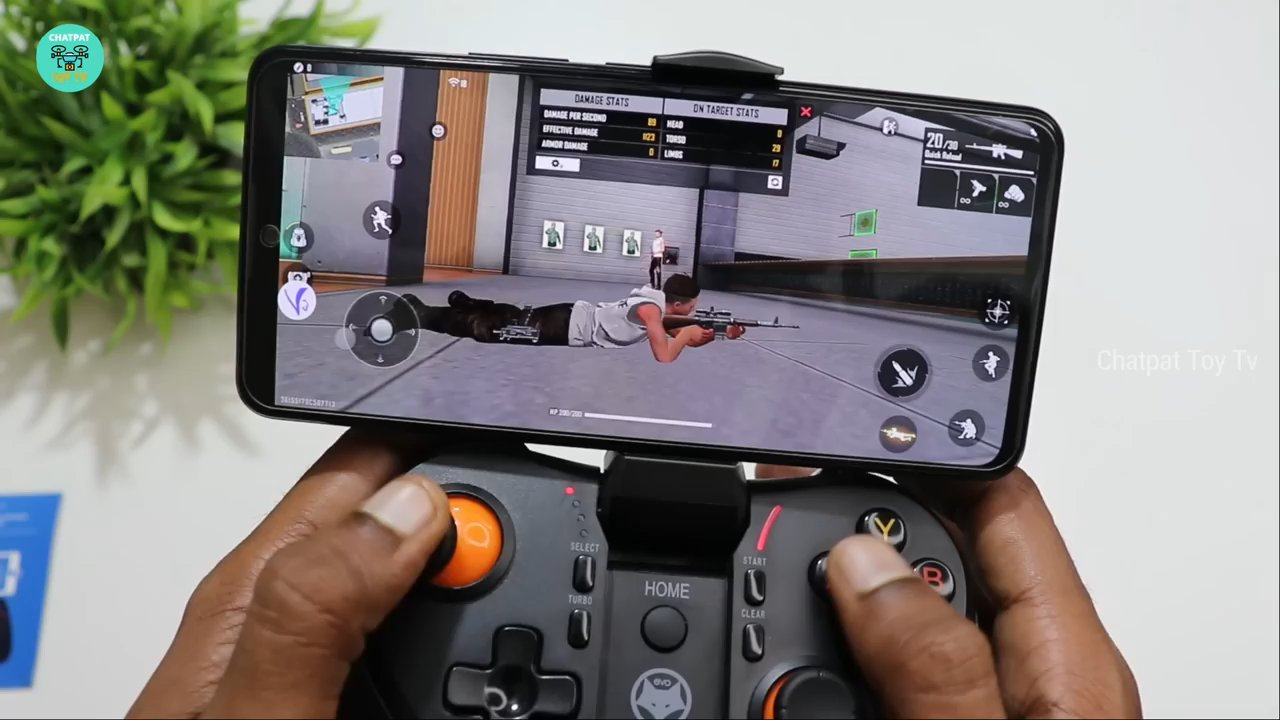 CHATPAT
TOY TV
DAMAGE STATS
ON TARGET STATS
DAMAGE PER SECOND 89
HEAD 0
EFFECTIVE DAMAGE 1123
TORSO 29
ARMOR DAMAGE 0
LIMBS 17
20/30
Quick Reload
HP 200/200
Chatpat Toy Tv
SELECT
TURBO
HOME
START
CLEAR
Y
B
EVO